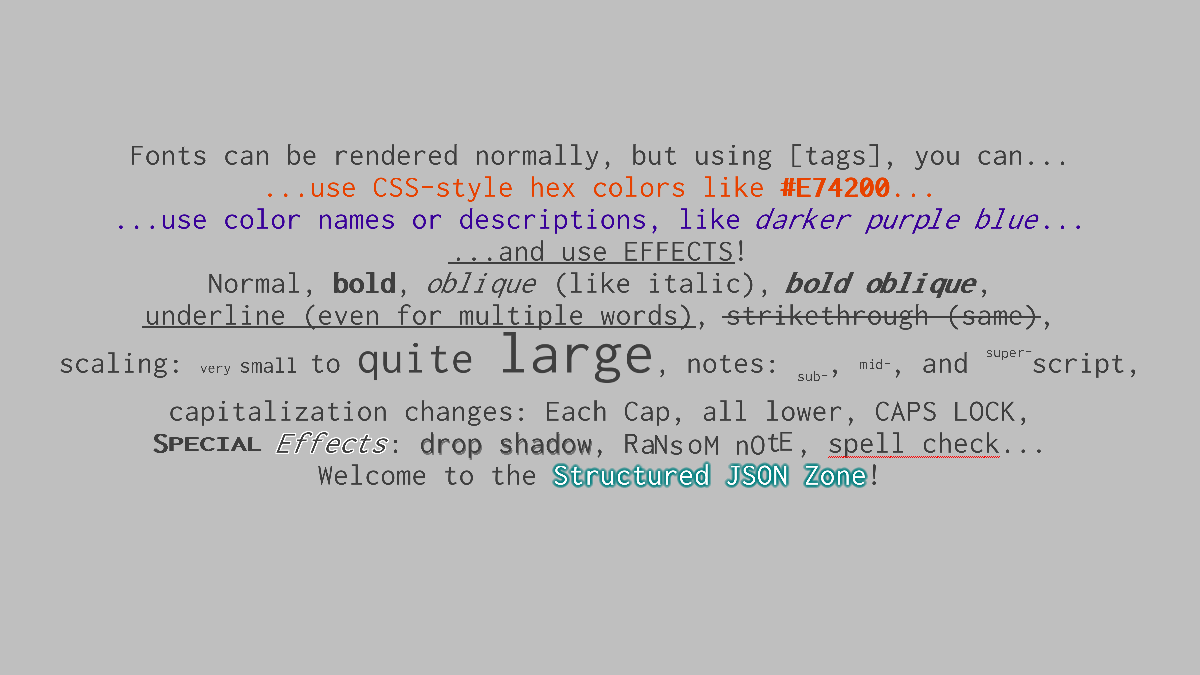 Fonts can be rendered normally, but using [tags], you can...
...use CSS-style hex colors like #E74200...
...use color names or descriptions, like darker purple blue...
...and use EFFECTS!
Normal, bold, oblique (like italic), bold oblique,
underline (even for multiple words), strikethrough (same),
scaling: very small to quite large, notes: sub-, mid-, and super-script,
capitalization changes: Each Cap, all lower, CAPS LOCK,
SPECIAL Effects: drop shadow, RaNsoM nOtE, spell check...
Welcome to the Structured JSON Zone!